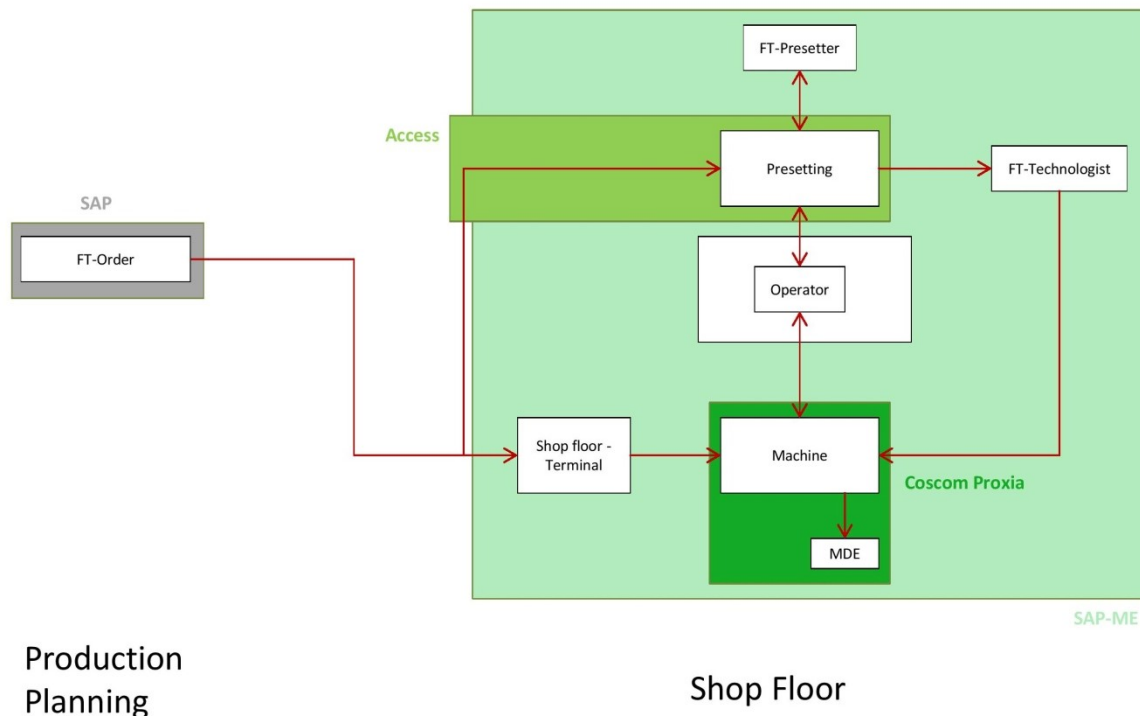 FT-Presetter
Access
Presetting
FT-Technologist
SAP
FT-Order
Operator
Shop floor -
Terminal
Machine
Coscom Proxia
MDE
SAP-ME
Production
Planning
Shop Floor